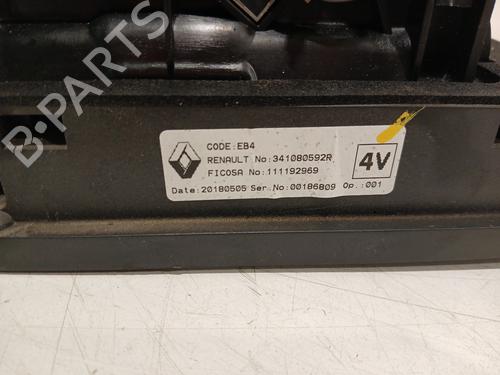 B-PARTS
CODE:EB4
RENAULT No:341080592R
FICOSA No:111192969
4V
Date:20180505 Ser.No:00186809 Op.:001